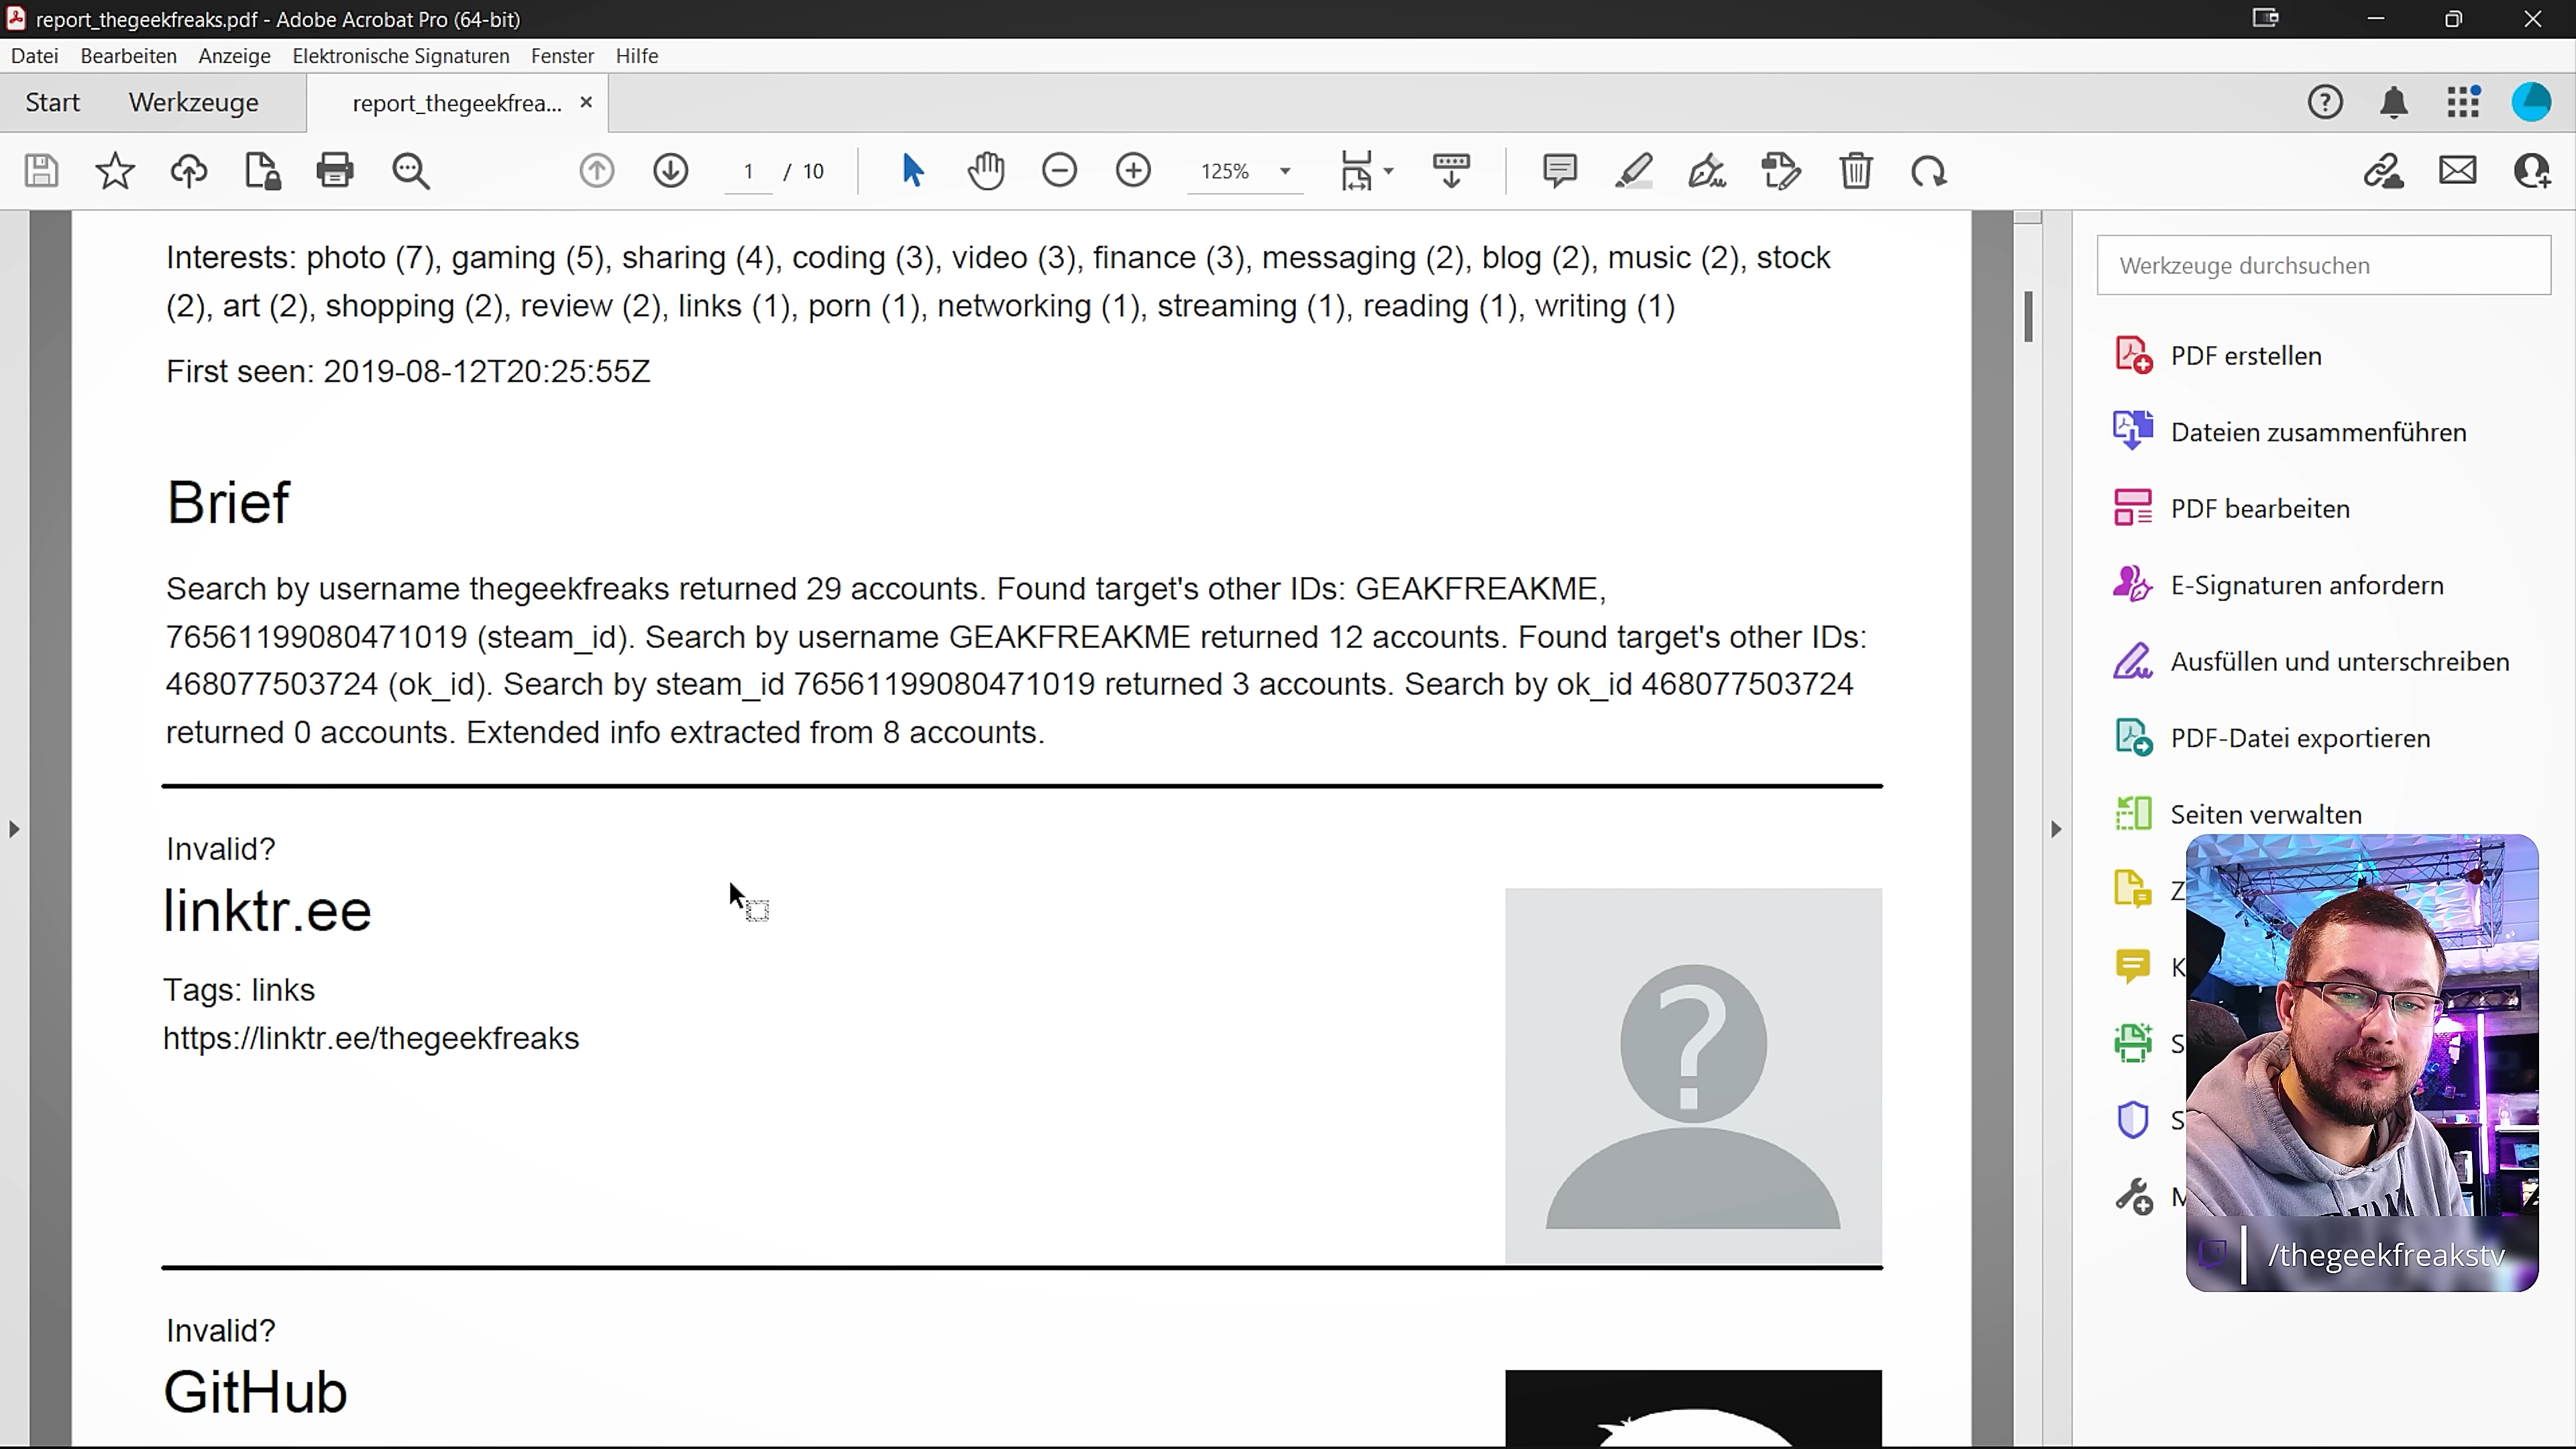 report_thegeekfreaks.pdf - Adobe Acrobat Pro (64-bit)
Datei Bearbeiten Anzeige Elektronische Signaturen Fenster Hilfe
Start Werkzeuge report_thegeekfrea... ×
1 / 10 125%
Interests: photo (7), gaming (5), sharing (4), coding (3), video (3), finance (3), messaging (2), blog (2), music (2), stock
(2), art (2), shopping (2), review (2), links (1), porn (1), networking (1), streaming (1), reading (1), writing (1)
First seen: 2019-08-12T20:25:55Z
Brief
Search by username thegeekfreaks returned 29 accounts. Found target's other IDs: GEAKFREAKME,
76561199080471019 (steam_id). Search by username GEAKFREAKME returned 12 accounts. Found target's other IDs:
468077503724 (ok_id). Search by steam_id 76561199080471019 returned 3 accounts. Search by ok_id 468077503724
returned 0 accounts. Extended info extracted from 8 accounts.
Invalid?
linktr.ee
Tags: links
https://linktr.ee/thegeekfreaks
Invalid?
GitHub
Werkzeuge durchsuchen
PDF erstellen
Dateien zusammenführen
PDF bearbeiten
E-Signaturen anfordern
Ausfüllen und unterschreiben
PDF-Datei exportieren
Seiten verwalten
Z
K
S
S
M
/thegeekfreakstv